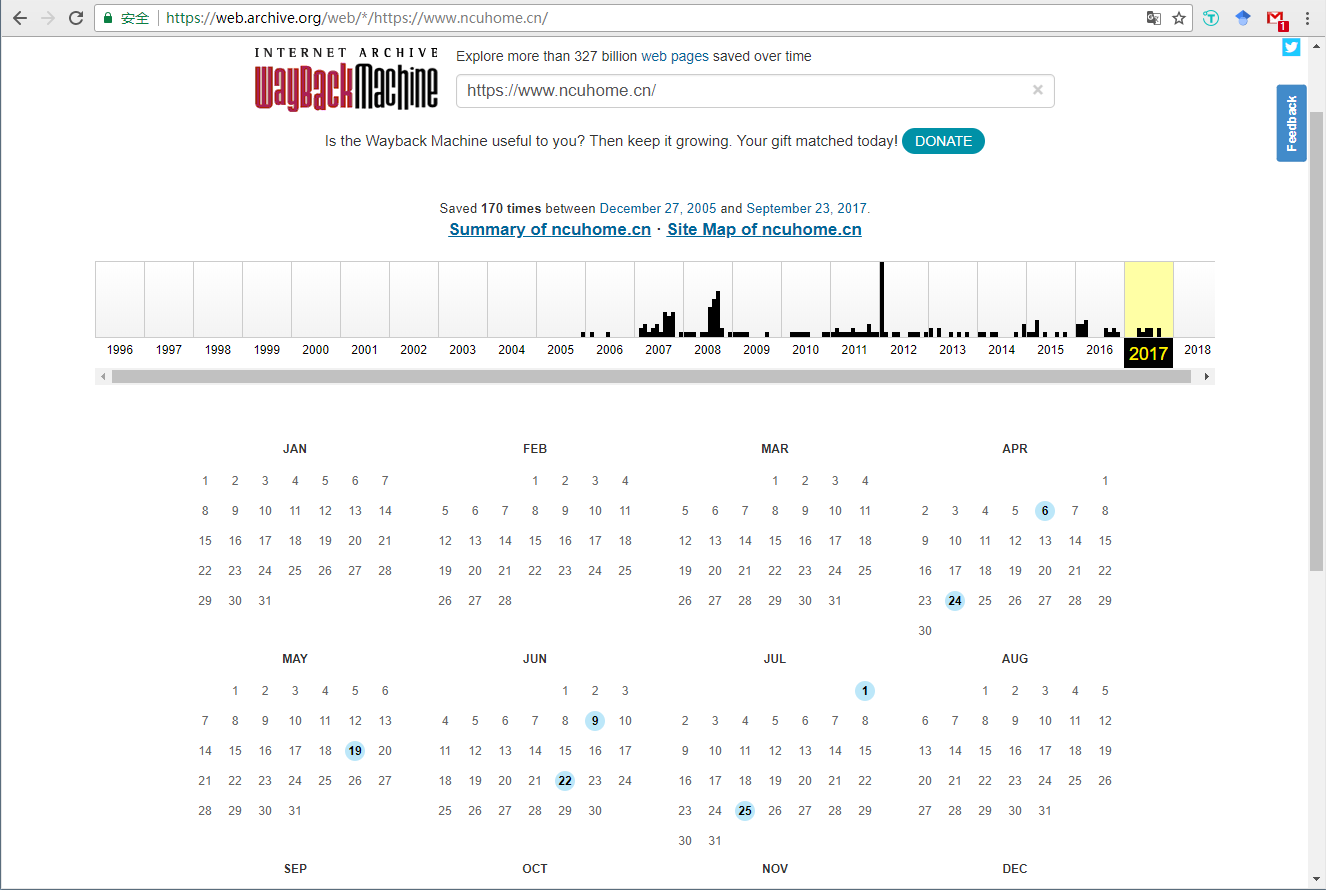 安全 https://web.archive.org/web/*/https://www.ncuhome.cn/
1
INTERNET ARCHIVE
WayBackMachine
Explore more than 327 billion web pages saved over time
https://www.ncuhome.cn/ ×
Feedback
Is the Wayback Machine useful to you? Then keep it growing. Your gift matched today! DONATE
Saved 170 times between December 27, 2005 and September 23, 2017.
Summary of ncuhome.cn · Site Map of ncuhome.cn
1996 1997 1998 1999 2000 2001 2002 2003 2004 2005 2006 2007 2008 2009 2010 2011 2012 2013 2014 2015 2016 2017 2018
JAN FEB MAR APR
1 2 3 4 5 6 7 1 2 3 4 1 2 3 4 1
8 9 10 11 12 13 14 5 6 7 8 9 10 11 5 6 7 8 9 10 11 2 3 4 5 6 7 8
15 16 17 18 19 20 21 12 13 14 15 16 17 18 12 13 14 15 16 17 18 9 10 11 12 13 14 15
22 23 24 25 26 27 28 19 20 21 22 23 24 25 19 20 21 22 23 24 25 16 17 18 19 20 21 22
29 30 31 26 27 28 26 27 28 29 30 31 23 24 25 26 27 28 29
30
MAY JUN JUL AUG
1 2 3 4 5 6 1 2 3 1 1 2 3 4 5
7 8 9 10 11 12 13 4 5 6 7 8 9 10 2 3 4 5 6 7 8 6 7 8 9 10 11 12
14 15 16 17 18 19 20 11 12 13 14 15 16 17 9 10 11 12 13 14 15 13 14 15 16 17 18 19
21 22 23 24 25 26 27 18 19 20 21 22 23 24 16 17 18 19 20 21 22 20 21 22 23 24 25 26
28 29 30 31 25 26 27 28 29 30 23 24 25 26 27 28 29 27 28 29 30 31
30 31
SEP OCT NOV DEC